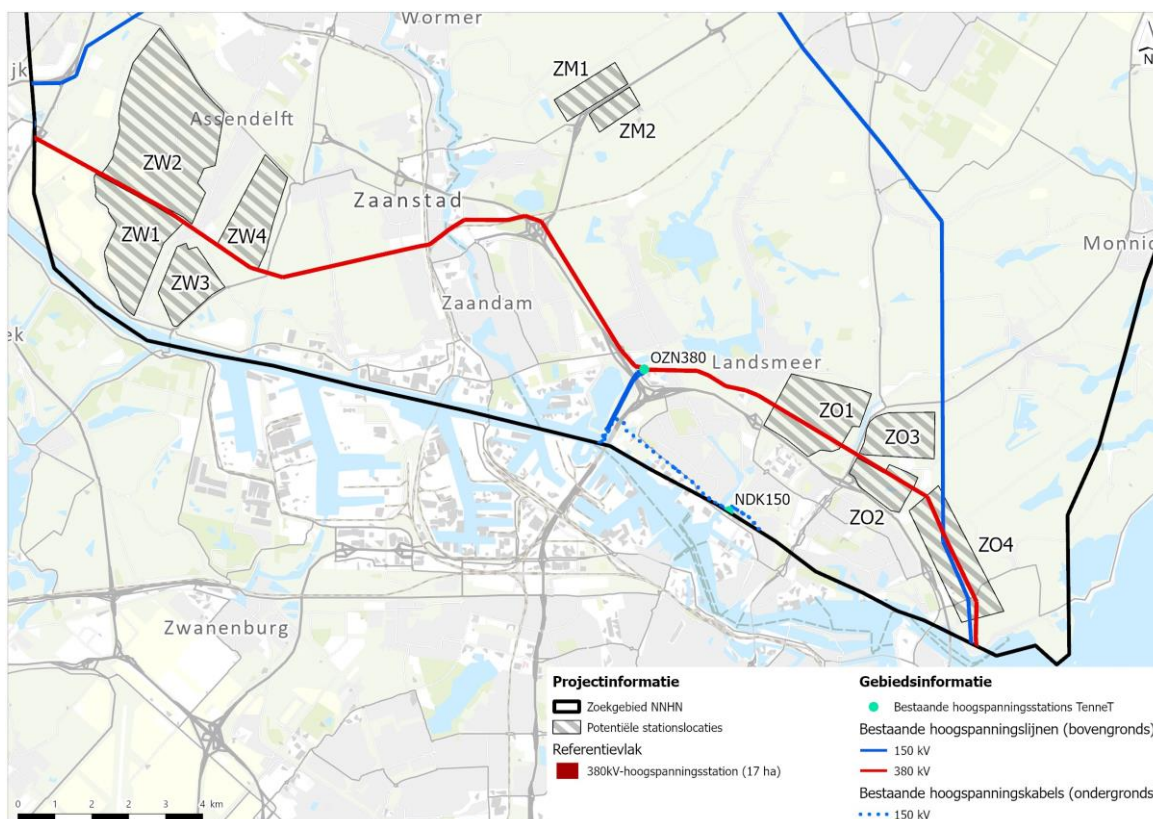 Wormer
ijk
ZM1
ZM2
N
Assendelft
ZW2
Zaanstad
ZW1
ZW4
Monnic
ZW3
Zaandam
ek
OZN380
Landsmeer
ZO1
ZO3
NDK150
ZO2
ZO4
Zwanenburg
Projectinformatie
Zoekgebied NNHN
Potentiële stationslocaties
Referentievlak
380kV-hoogspanningsstation (17 ha)
Gebiedsinformatie
Bestaande hoogspanningsstations TenneT
Bestaande hoogspanningslijnen (bovengronds)
150 kV
380 kV
Bestaande hoogspanningskabels (ondergronds
150 kV
0 1 2 3 4 km